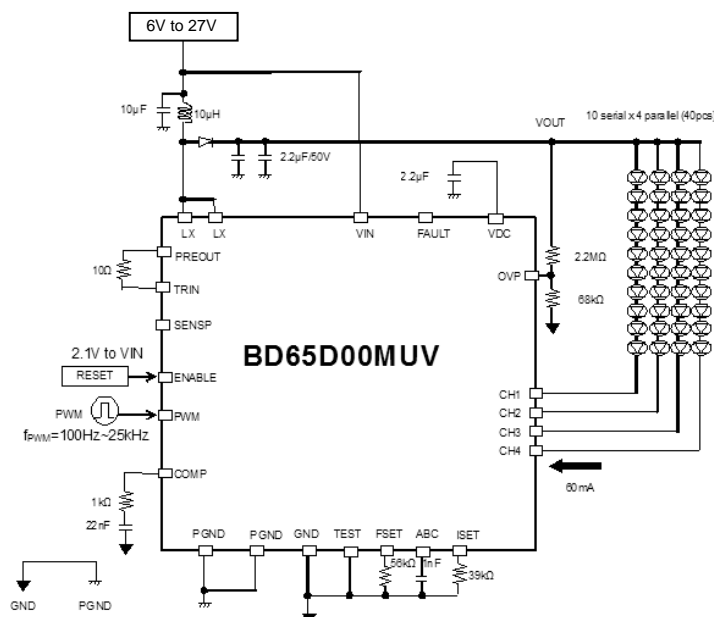 6V to 27V
10µF
10µH
VOUT
10 serial x 4 parallel (40pcs)
2.2µF/50V
2.2µF
LX
LX
VIN
FAULT
VDC
PREOUT
10Ω
TRIN
2.2MΩ
OVP
68kΩ
SENSP
BD65D00MUV
2.1V to VIN
RESET
ENABLE
PWM
PWM
fPWM=100Hz~25kHz
CH1
CH2
CH3
CH4
60mA
COMP
1kΩ
22nF
PGND
PGND
GND
TEST
FSET
ABC
ISET
56kΩ
1nF
39kΩ
GND
PGND